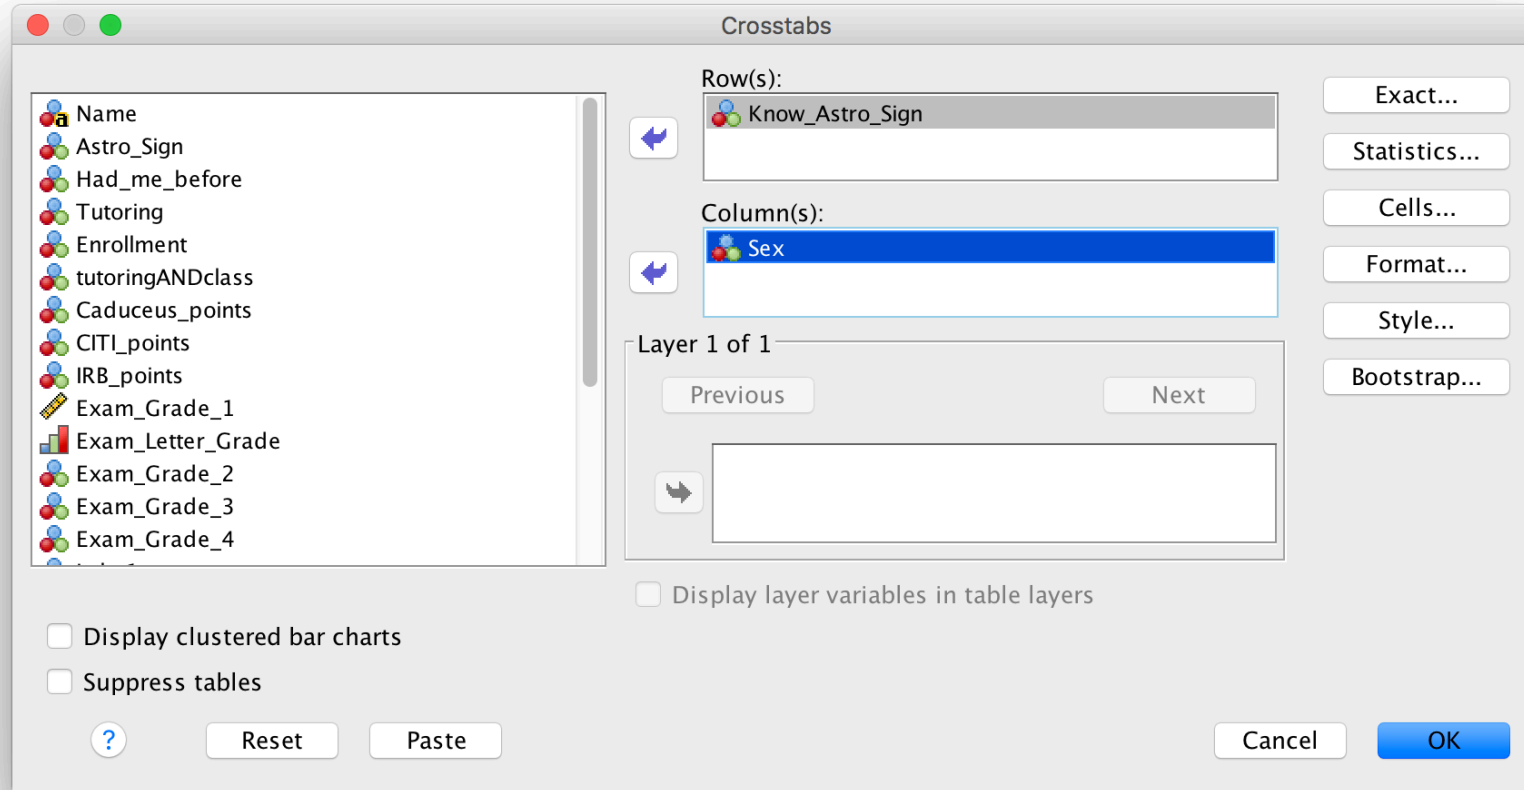 Crosstabs
Name
Astro_Sign
Had_me_before
Tutoring
Enrollment
tutoringANDclass
Caduceus_points
CITI_points
IRB_points
Exam_Grade_1
Exam_Letter_Grade
Exam_Grade_2
Exam_Grade_3
Exam_Grade_4
Row(s):
Know_Astro_Sign
Column(s):
Sex
Layer 1 of 1
Previous
Next
Display layer variables in table layers
Exact...
Statistics...
Cells...
Format...
Style...
Bootstrap...
Display clustered bar charts
Suppress tables
? Reset Paste Cancel OK